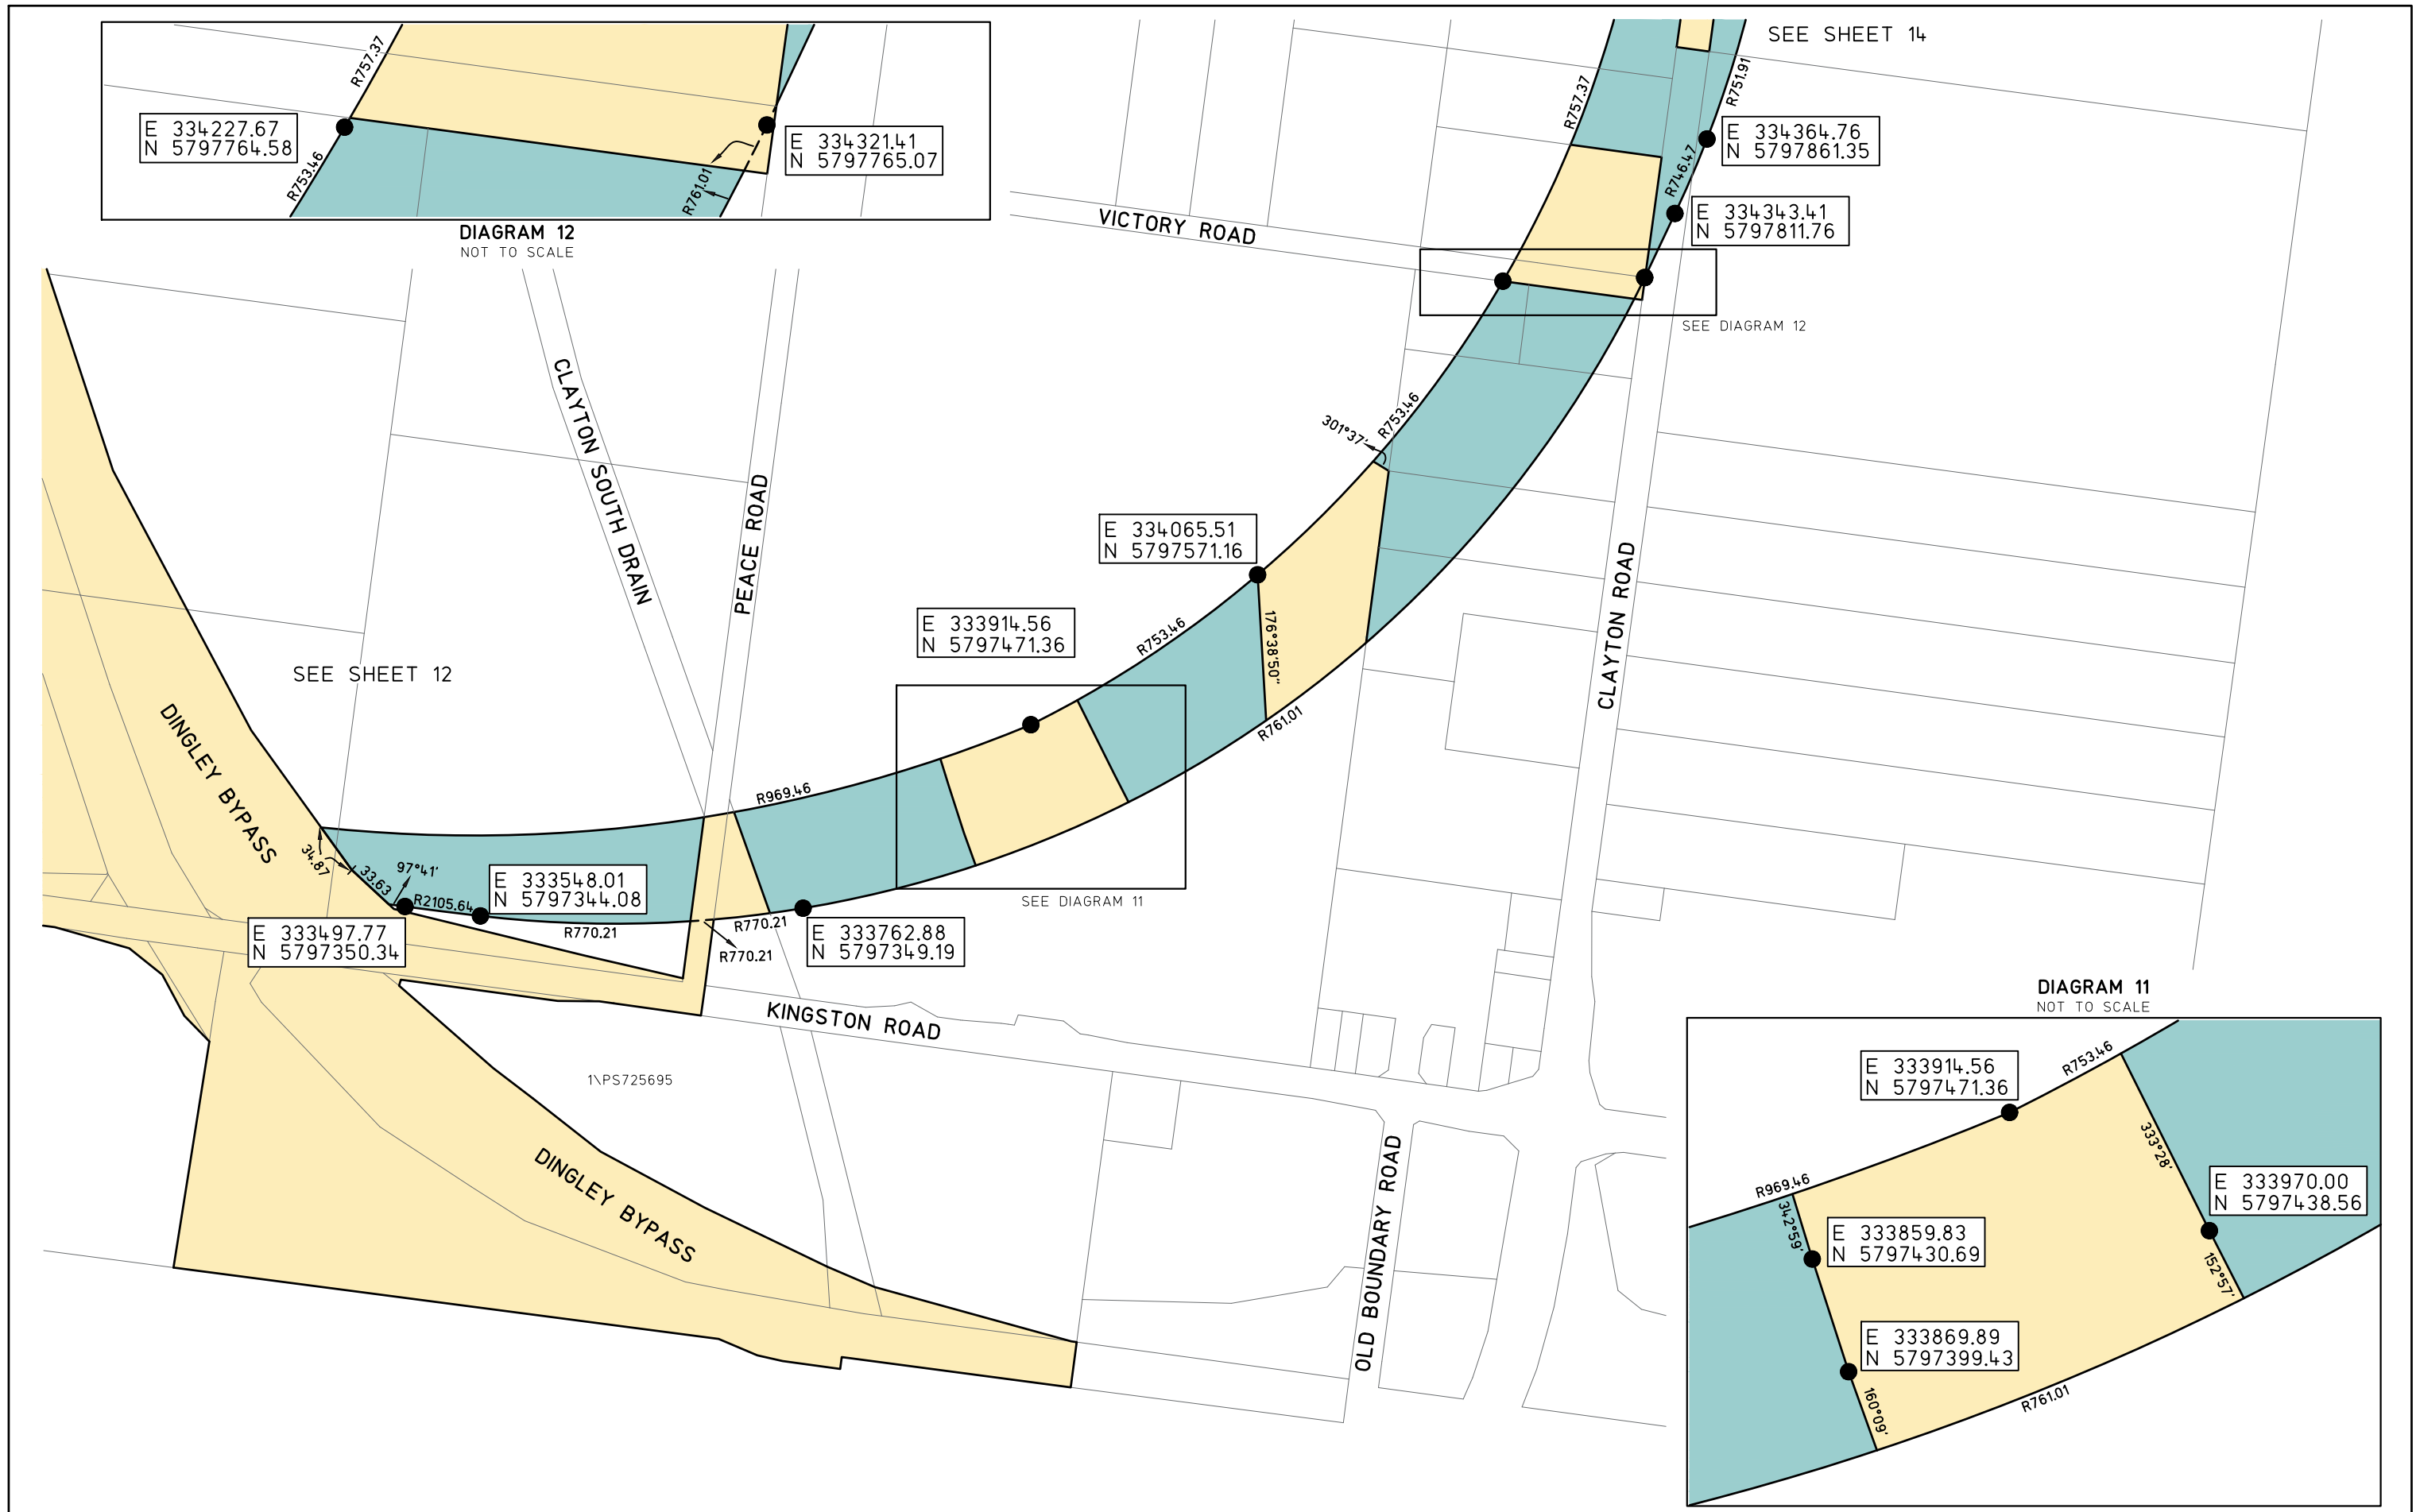 SEE SHEET 14
R757.37
E 334227.67
N 5797764.58
R753.46
E 334321.41
N 5797765.07
R761.01
DIAGRAM 12
NOT TO SCALE
R757.37
R751.91
E 334364.76
N 5797861.35
R746.47
E 334343.41
N 5797811.76
VICTORY ROAD
SEE DIAGRAM 12
CLAYTON SOUTH DRAIN
PEACE ROAD
R753.46
301°37'
E 334065.51
N 5797571.16
176°38'50"
CLAYTON ROAD
E 333914.56
N 5797471.36
R753.46
R761.01
SEE SHEET 12
DINGLEY BYPASS
R969.46
34.87
33.63
97°41'
R2105.64
E 333548.01
N 5797344.08
SEE DIAGRAM 11
E 333497.77
N 5797350.34
R770.21
R770.21
R770.21
E 333762.88
N 5797349.19
KINGSTON ROAD
1\PS725695
DINGLEY BYPASS
OLD BOUNDARY ROAD
DIAGRAM 11
NOT TO SCALE
E 333914.56
N 5797471.36
R753.46
333°28'
R969.46
342°59'
E 333859.83
N 5797430.69
E 333970.00
N 5797438.56
152°57'
E 333869.89
N 5797399.43
160°09'
R761.01